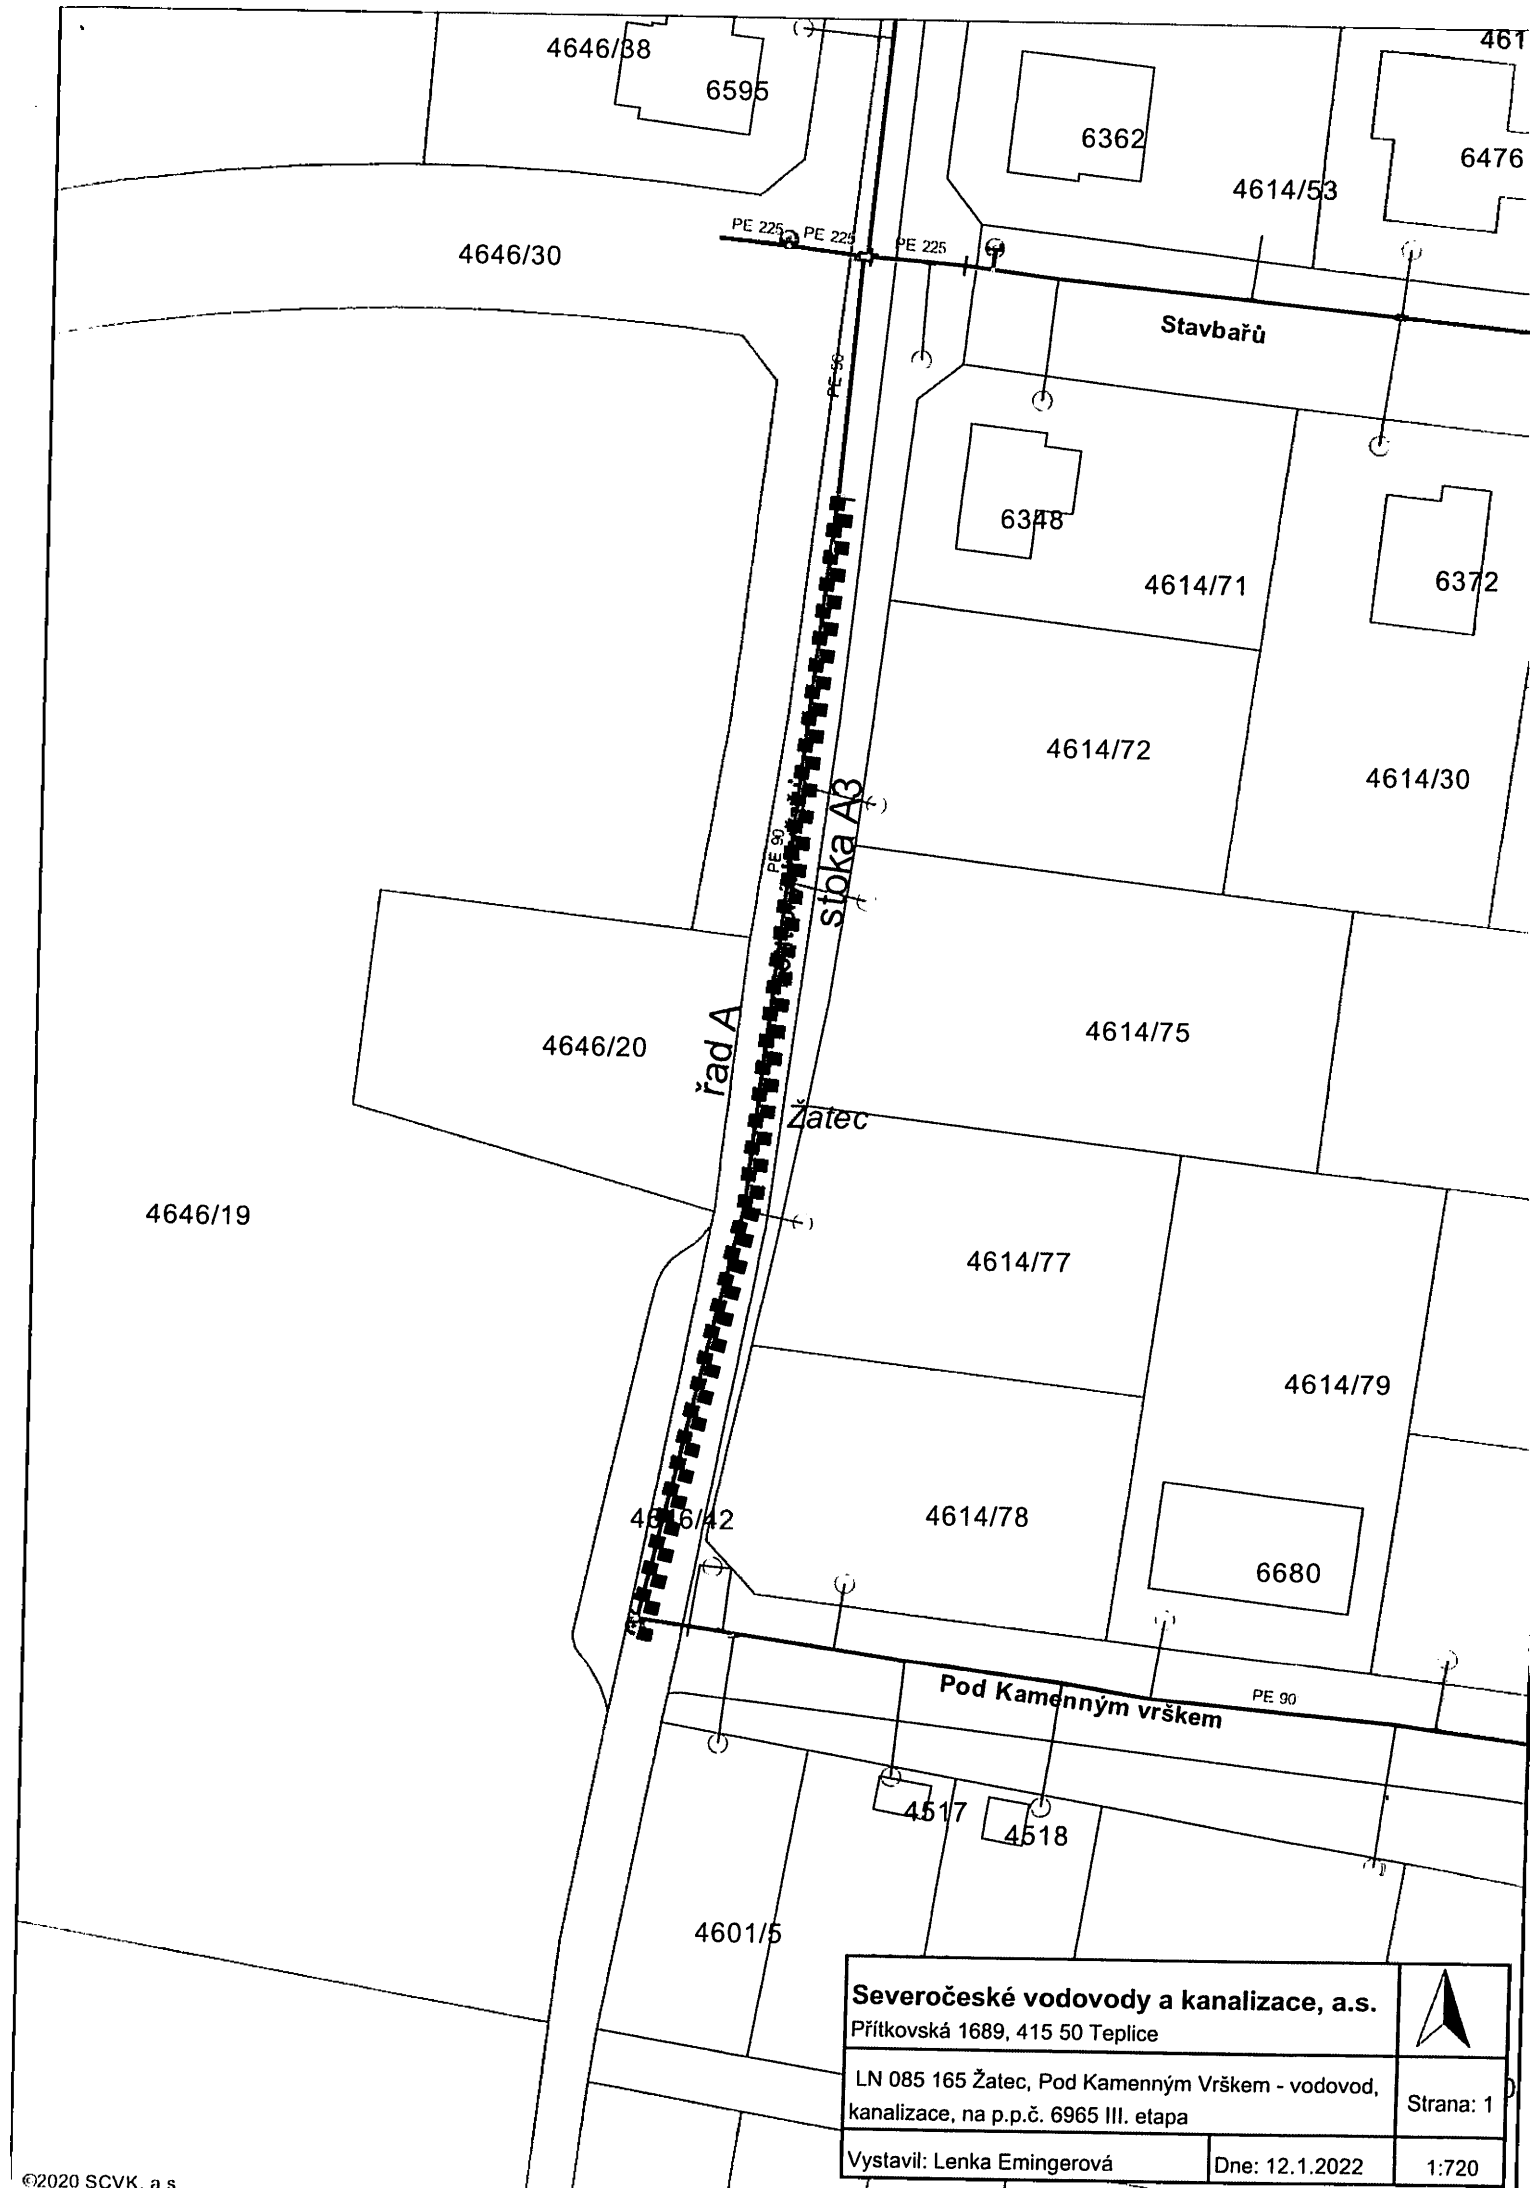 4646/38
6595
461
6362
6476
4614/53
PE 225
PE 225
PE 225
4646/30
Stavbařů
6348
4614/71
6372
4614/72
4614/30
PE 90
stoka A3
4614/75
4646/20
řad A
Žatec
4646/19
4614/77
4614/79
4614/78
6680
Pod Kamenným vrškem
PE 90
4517
4518
4601/5
Severočeské vodovody a kanalizace, a.s.
Přítkovská 1689, 415 50 Teplice
LN 085 165 Žatec, Pod Kamenným Vrškem - vodovod,
kanalizace, na p.p.č. 6965 III. etapa
Strana: 1
Vystavil: Lenka Emingerová
Dne: 12.1.2022
1:720
©2020 SCVK, a.s